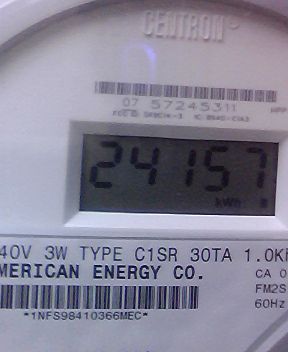 CENTRON
07 57245311
24157
kWh
40V 3W TYPE C1SR 30TA 1.0K
MERICAN ENERGY CO.
CA 0
FM2S
60Hz
*1NFS98410366MEC*